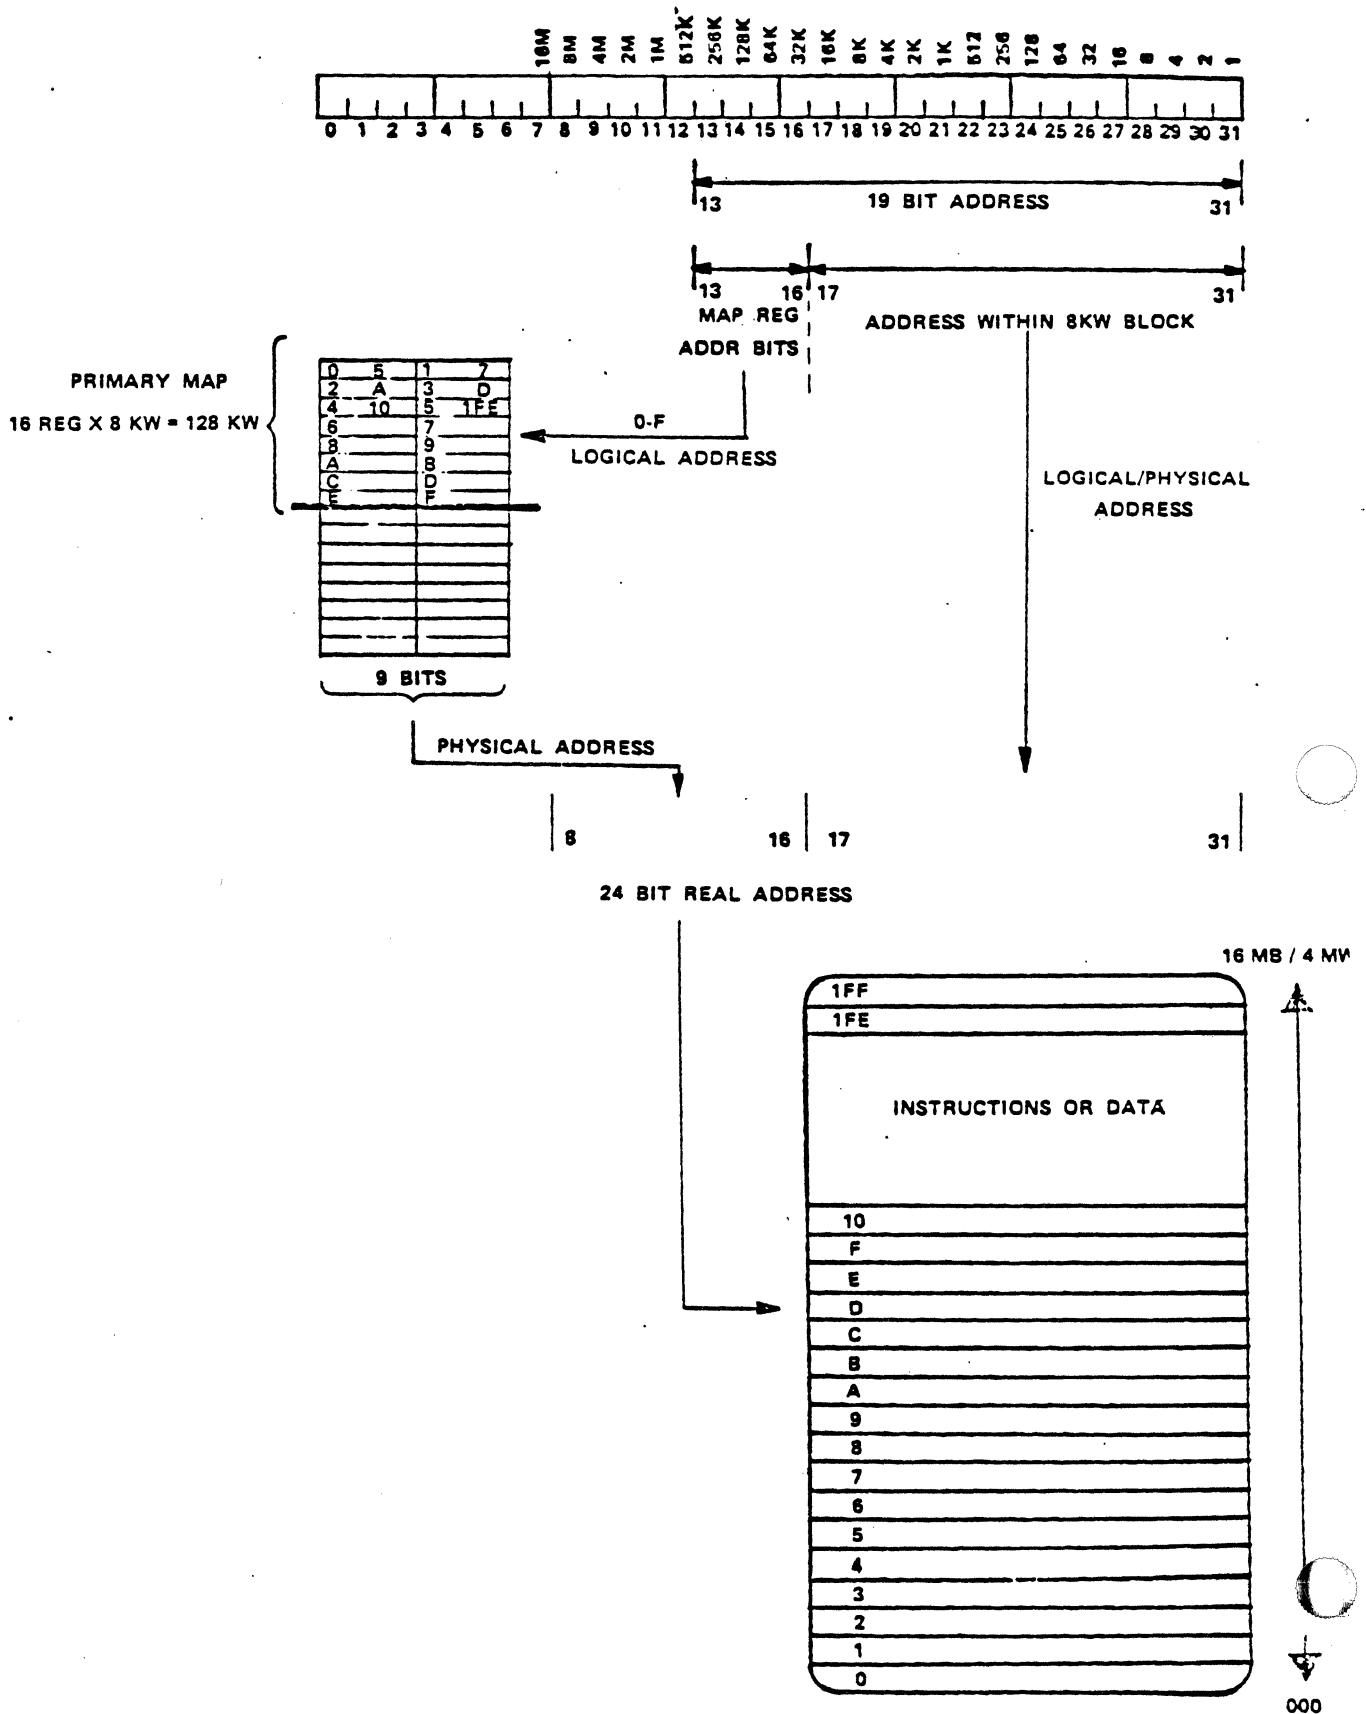 16M 8M 4M 2M 1M 512K 256K 128K 64K 32K 16K 8K 4K 2K 1K 512 256 128 64 32 16 8 4 2 1
0 1 2 3 4 5 6 7 8 9 10 11 12 13 14 15 16 17 18 19 20 21 22 23 24 25 26 27 28 29 30 31
13 19 BIT ADDRESS 31
13 16 17 31
MAP REG
ADDR BITS
ADDRESS WITHIN 8KW BLOCK
PRIMARY MAP
16 REG X 8 KW = 128 KW
0 5 1 7
2 A 3 D
4 10 5 1FE
6 7
8 9
A B
C D
E F
0-F
LOGICAL ADDRESS
LOGICAL/PHYSICAL
ADDRESS
9 BITS
PHYSICAL ADDRESS
8 16 17 31
24 BIT REAL ADDRESS
16 MB / 4 MW
1FF
1FE
INSTRUCTIONS OR DATA
10
F
E
D
C
B
A
9
8
7
6
5
4
3
2
1
0
000